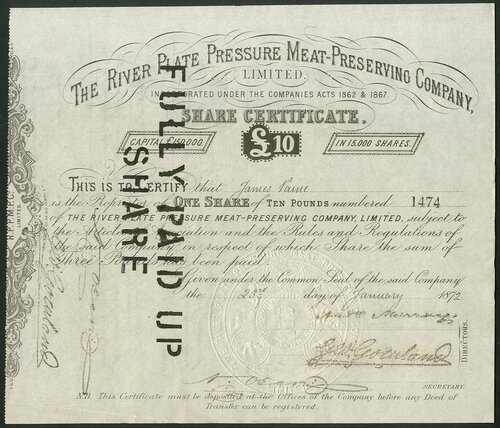 THE RIVER PLATE PRESSURE MEAT-PRESERVING COMPANY,
LIMITED.
INCORPORATED UNDER THE COMPANIES ACTS 1862 & 1867.
SHARE CERTIFICATE.
CAPITAL £150,000. £10 IN 15,000 SHARES.
FULLY PAID UP
SHARE
THIS IS TO CERTIFY that James
is the Proprietor of ONE SHARE of TEN POUNDS numbered 1474
of THE RIVER PLATE PRESSURE MEAT-PRESERVING COMPANY, LIMITED, subject to
the Articles of Association and the Rules and Regulations of
the said Company in respect of which Share the sum of
Three Pounds has been paid.
Given under the Common Seal of the said Company
the day of January 1872
DIRECTORS.
SECRETARY.
N.B. This Certificate must be deposited at the Offices of the Company before any Deed of
Transfer can be registered.